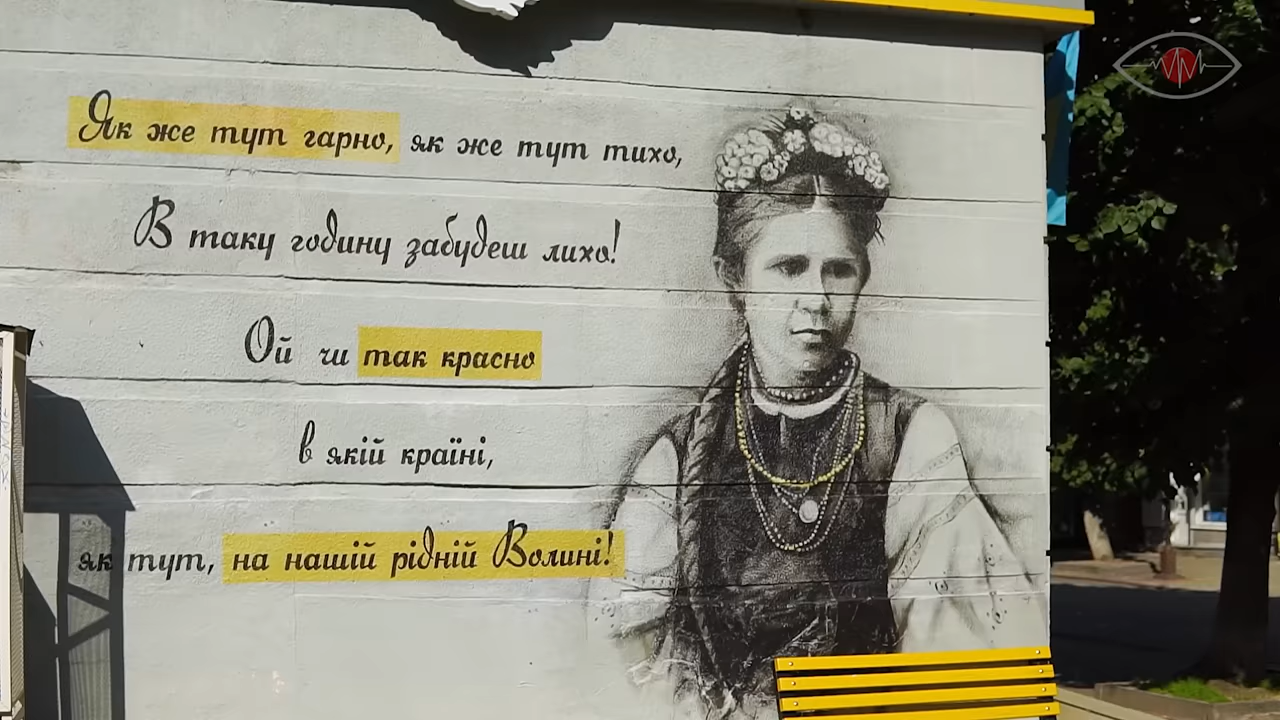 Як же тут гарно, як же тут тихо,
В таку годину забудеш лихо!
Ой чи так красно
в якій країні,
як тут, на нашій рідній Волині!